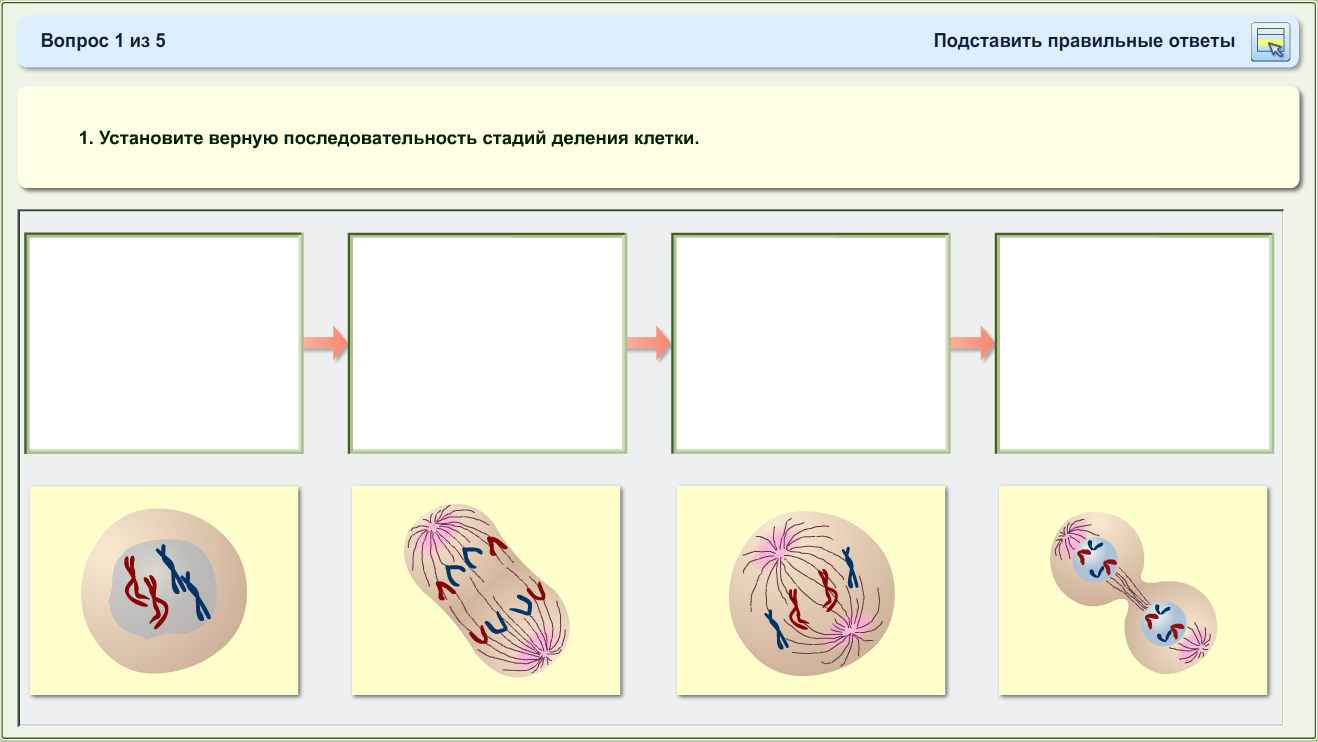 Вопрос 1 из 5
Подставить правильные ответы
1. Установите верную последовательность стадий деления клетки.